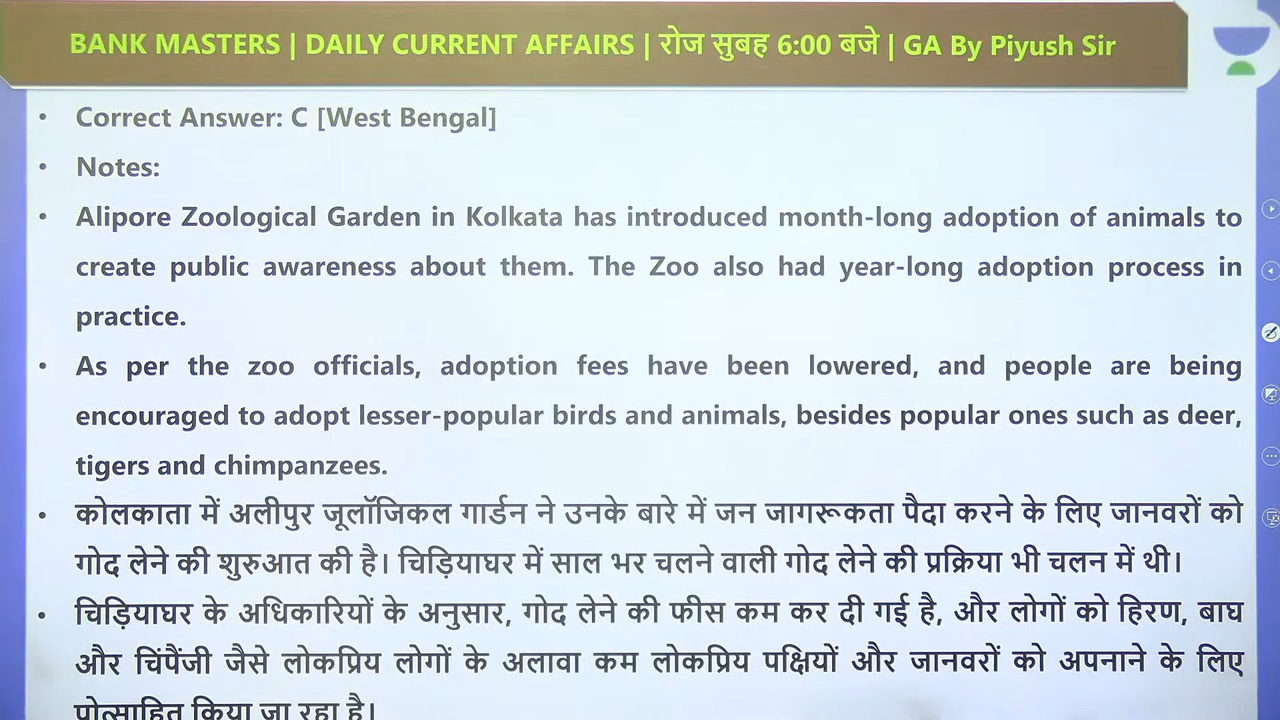 BANK MASTERS | DAILY CURRENT AFFAIRS | रोज सुबह 6:00 बजे | GA By Piyush Sir
• Correct Answer: C [West Bengal]
• Notes:
• Alipore Zoological Garden in Kolkata has introduced month-long adoption of animals to
create public awareness about them. The Zoo also had year-long adoption process in
practice.
• As per the zoo officials, adoption fees have been lowered, and people are being
encouraged to adopt lesser-popular birds and animals, besides popular ones such as deer,
tigers and chimpanzees.
• कोलकाता में अलीपुर जूलॉजिकल गार्डन ने उनके बारे में जन जागरूकता पैदा करने के लिए जानवरों को
गोद लेने की शुरुआत की है। चिड़ियाघर में साल भर चलने वाली गोद लेने की प्रक्रिया भी चलन में थी।
• चिड़ियाघर के अधिकारियों के अनुसार, गोद लेने की फीस कम कर दी गई है, और लोगों को हिरण, बाघ
और चिंपैंजी जैसे लोकप्रिय लोगों के अलावा कम लोकप्रिय पक्षियों और जानवरों को अपनाने के लिए
प्रोत्साहित किया जा रहा है।